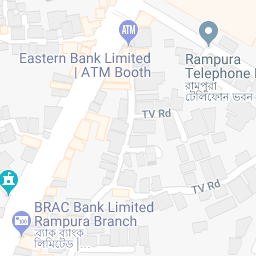 Eastern Bank Limited
| ATM Booth
ATM
Rampura
Telephone
রামপুরা
টেলিফোন ভবন
TV Rd
TV Rd
BRAC Bank Limited
Rampura Branch
ব্র্যাক ব্যাংক
লিমিটেড |...